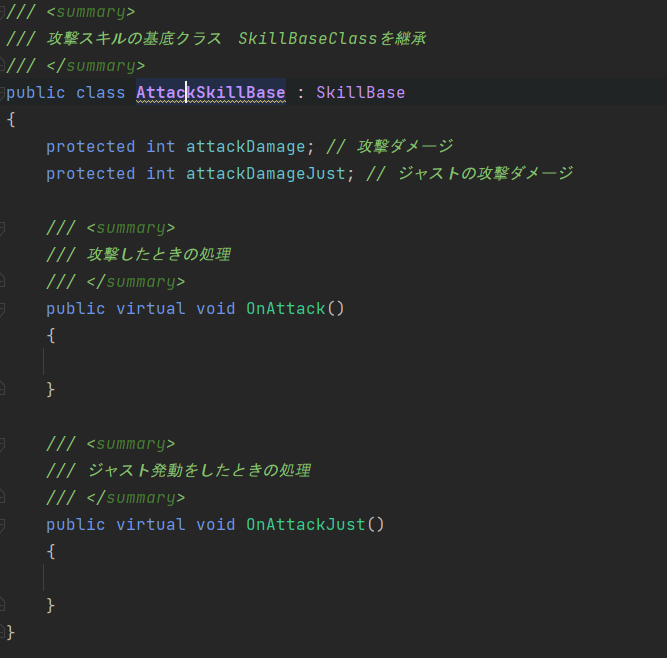 /// <summary>
/// 攻撃スキルの基底クラス　SkillBaseClassを継承
/// </summary>
public class AttackSkillBase : SkillBase
{
protected int attackDamage; // 攻撃ダメージ
protected int attackDamageJust; // ジャストの攻撃ダメージ
/// <summary>
/// 攻撃したときの処理
/// </summary>
public virtual void OnAttack()
{
}
/// <summary>
/// ジャスト発動をしたときの処理
/// </summary>
public virtual void OnAttackJust()
{
}
}